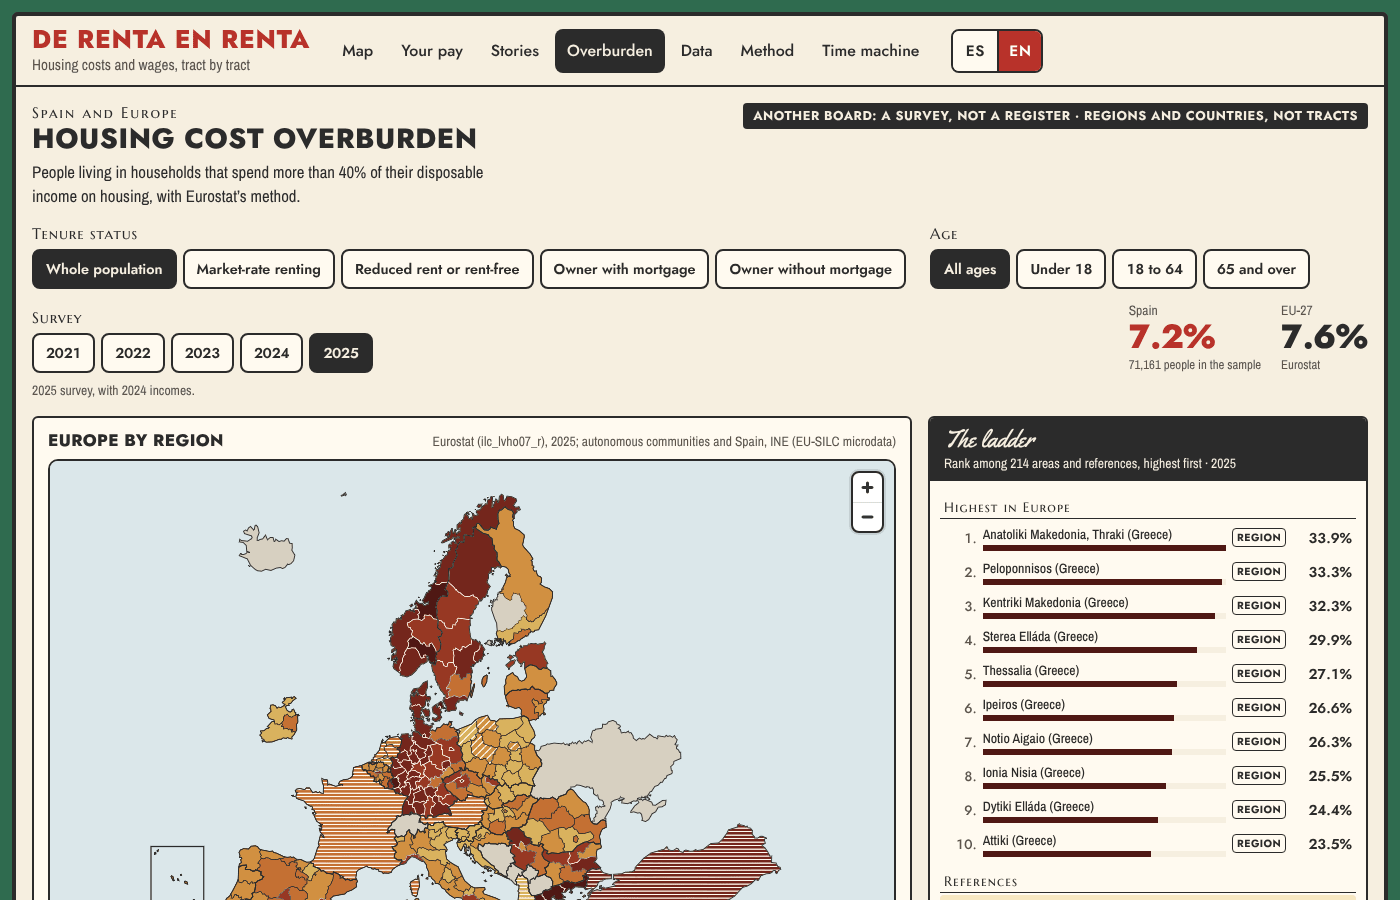 DE RENTA EN RENTA
Housing costs and wages, tract by tract
Map
Your pay
Stories
Overburden
Data
Method
Time machine
ES
EN
Spain and Europe
HOUSING COST OVERBURDEN
ANOTHER BOARD: A SURVEY, NOT A REGISTER · REGIONS AND COUNTRIES, NOT TRACTS
People living in households that spend more than 40% of their disposable
income on housing, with Eurostat's method.
Tenure status
Whole population
Market-rate renting
Reduced rent or rent-free
Owner with mortgage
Owner without mortgage
Age
All ages
Under 18
18 to 64
65 and over
Survey
2021
2022
2023
2024
2025
2025 survey, with 2024 incomes.
Spain
7.2%
71,161 people in the sample
EU-27
7.6%
Eurostat
EUROPE BY REGION
Eurostat (ilc_lvho07_r), 2025; autonomous communities and Spain, INE (EU-SILC microdata)
+
−
The ladder
Rank among 214 areas and references, highest first · 2025
Highest in Europe
1. Anatoliki Makedonia, Thraki (Greece) REGION 33.9%
2. Peloponnisos (Greece) REGION 33.3%
3. Kentriki Makedonia (Greece) REGION 32.3%
4. Sterea Elláda (Greece) REGION 29.9%
5. Thessalia (Greece) REGION 27.1%
6. Ipeiros (Greece) REGION 26.6%
7. Notio Aigaio (Greece) REGION 26.3%
8. Ionia Nisia (Greece) REGION 25.5%
9. Dytiki Elláda (Greece) REGION 24.4%
10. Attiki (Greece) REGION 23.5%
References